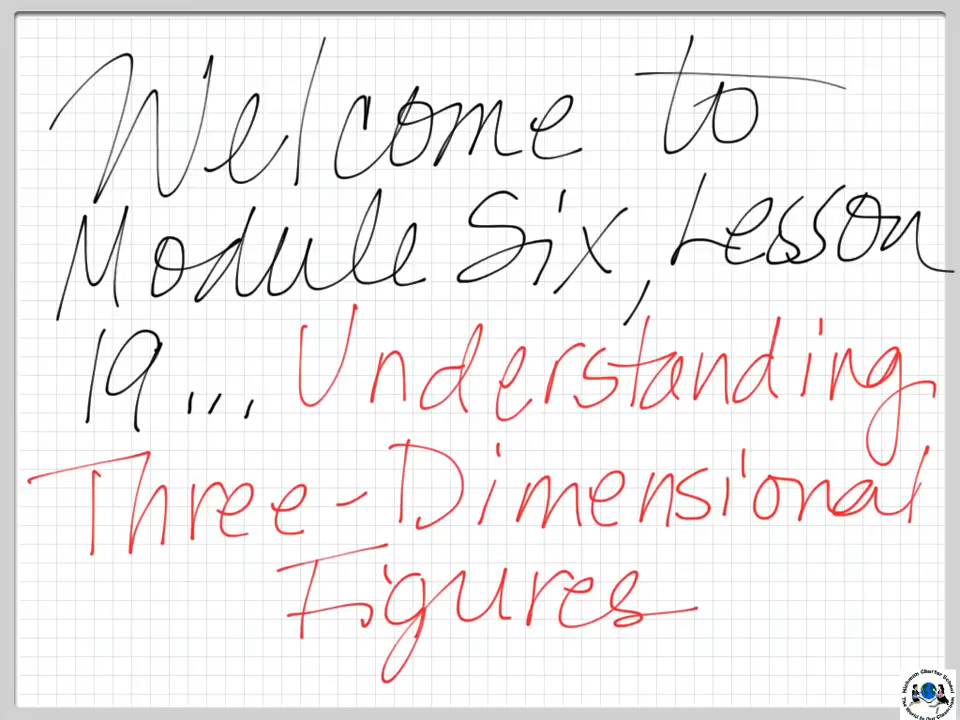 Welcome to
Module Six, Lesson
19... Understanding
Three-Dimensional
Figures